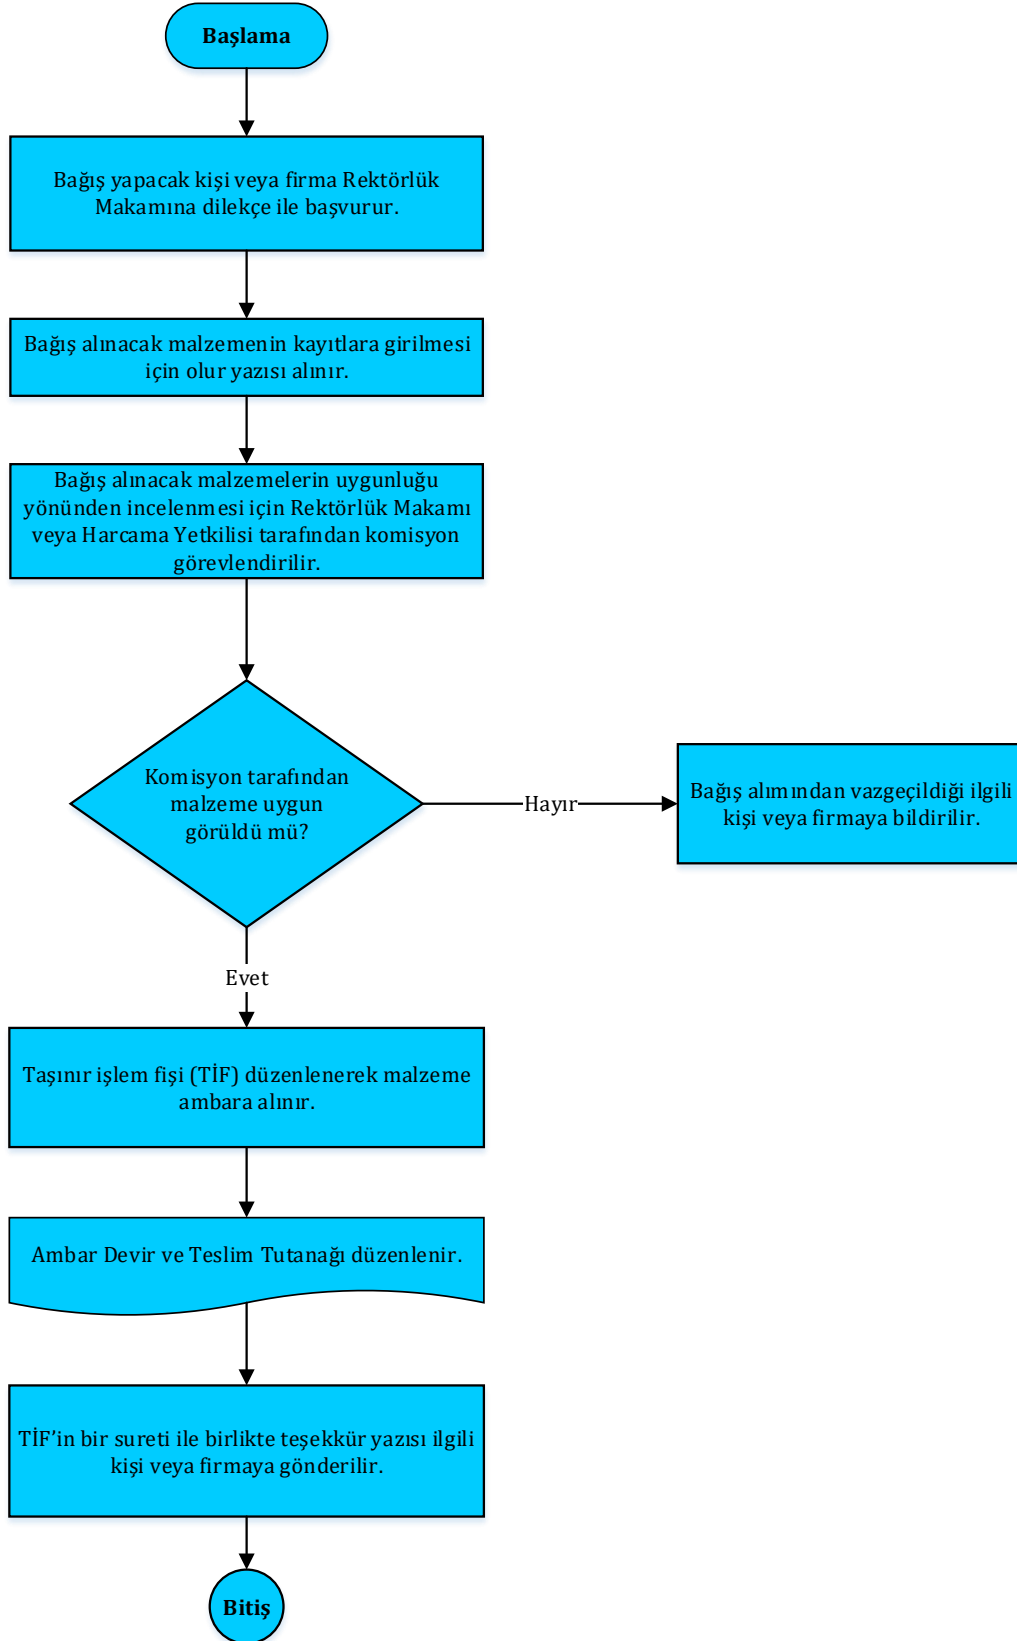 Başlama
Bağış yapacak kişi veya firma Rektörlük
Makamına dilekçe ile başvurur.
Bağış alınacak malzemenin kayıtlara girilmesi
için olur yazısı alınır.
Bağış alınacak malzemelerin uygunluğu
yönünden incelenmesi için Rektörlük Makamı
veya Harcama Yetkilisi tarafından komisyon
görevlendirilir.
Komisyon tarafından
malzeme uygun
görüldü mü?
Hayır
Bağış alımından vazgeçildiği ilgili
kişi veya firmaya bildirilir.
Evet
Taşınır işlem fişi (TİF) düzenlenerek malzeme
ambara alınır.
Ambar Devir ve Teslim Tutanağı düzenlenir.
TİF’in bir sureti ile birlikte teşekkür yazısı ilgili
kişi veya firmaya gönderilir.
Bitiş